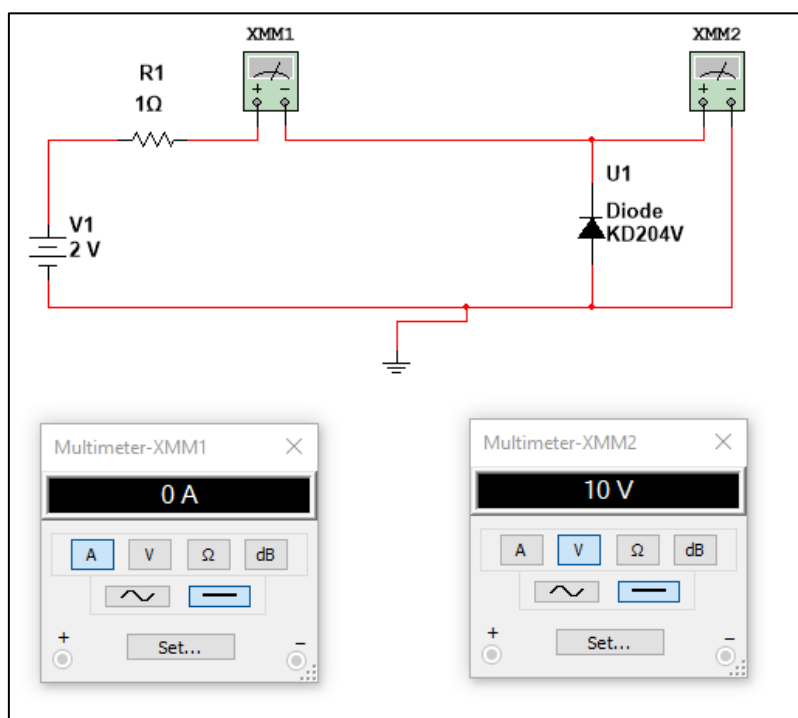 XMM1
XMM2
R1
1Ω
+ −
+ −
U1
V1
2 V
Diode
KD204V
Multimeter-XMM1
0 A
A V Ω dB
+
Set...
−
Multimeter-XMM2
10 V
A V Ω dB
+
Set...
−